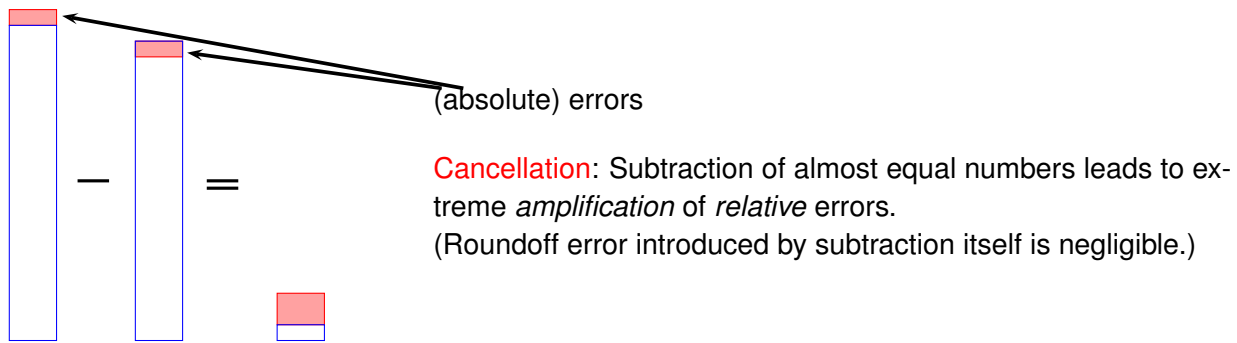 (absolute) errors
− =
Cancellation: Subtraction of almost equal numbers leads to ex-
treme amplification of relative errors.
(Roundoff error introduced by subtraction itself is negligible.)